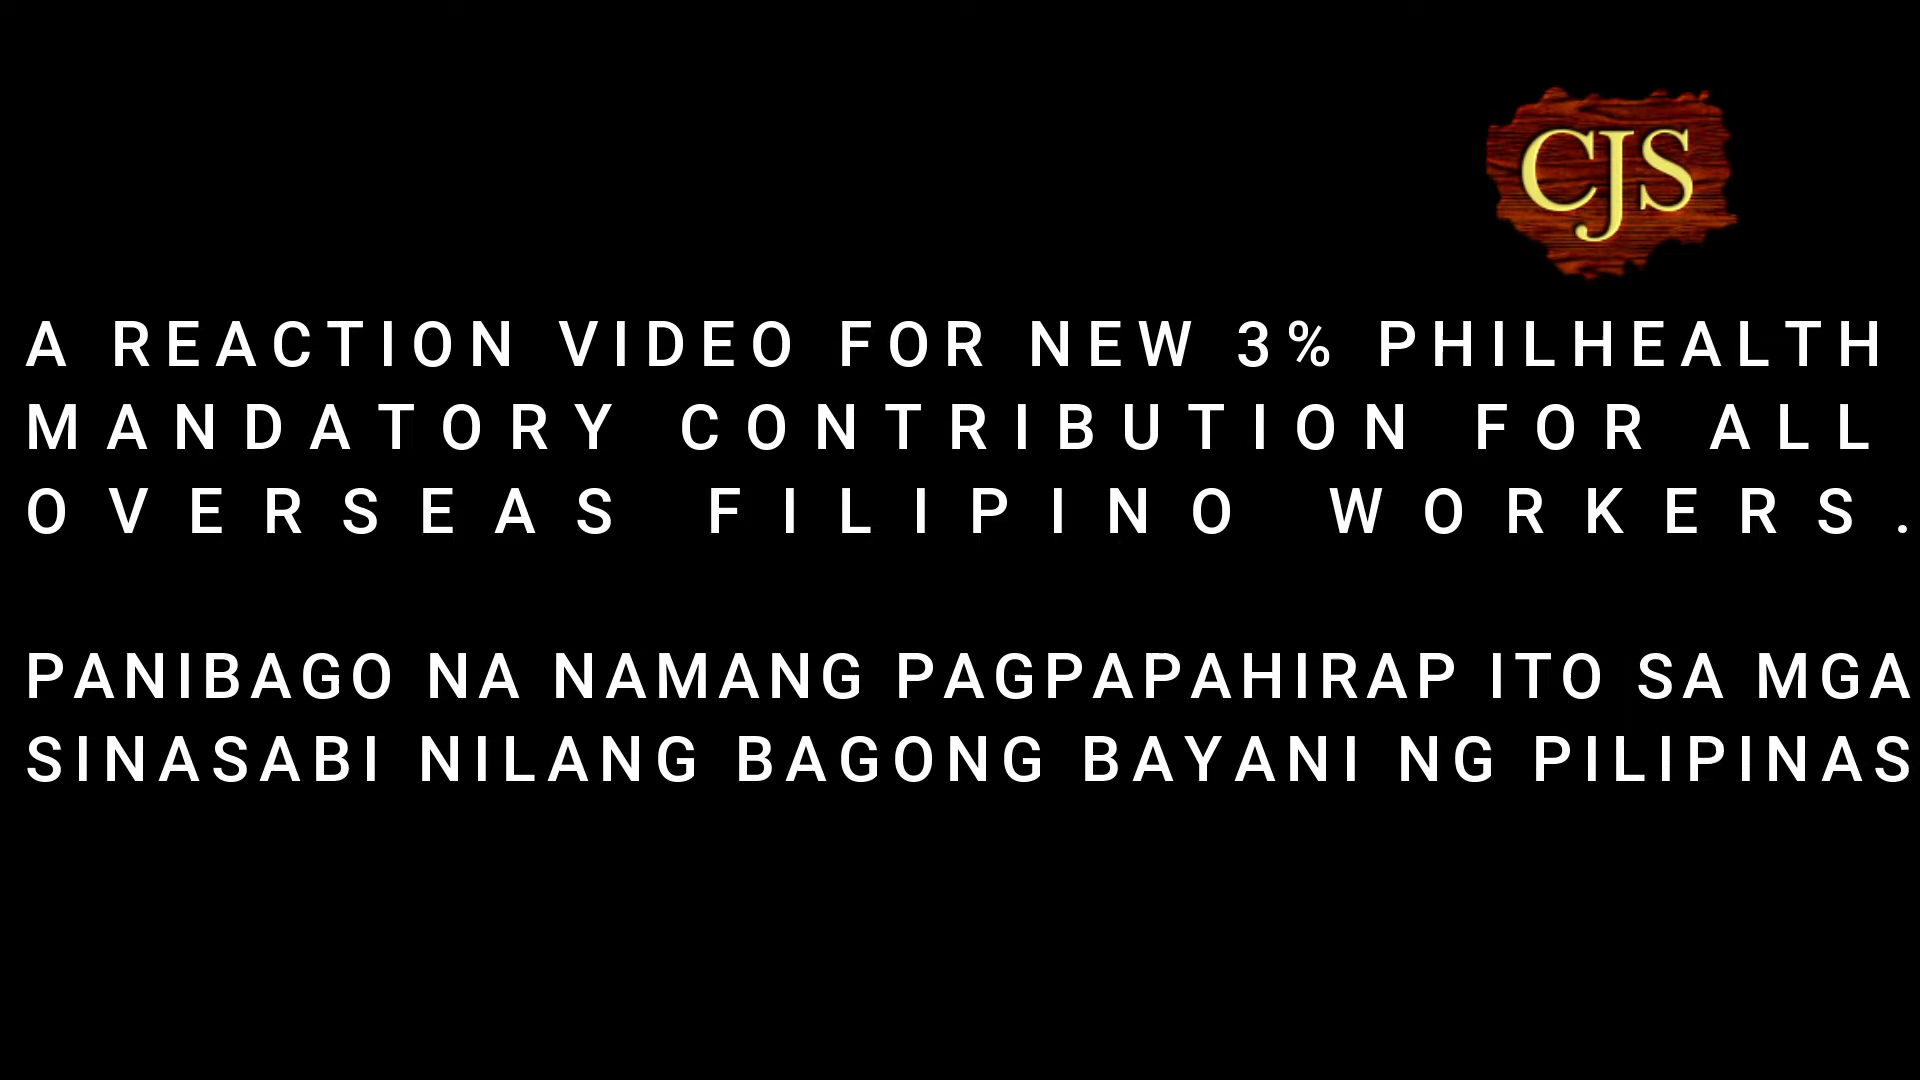 CJS
A REACTION VIDEO FOR NEW 3% PHILHEALTH
MANDATORY CONTRIBUTION FOR ALL
OVERSEAS FILIPINO WORKERS.
PANIBAGO NA NAMANG PAGPAPAHIRAP ITO SA MGA
SINASABI NILANG BAGONG BAYANI NG PILIPINAS